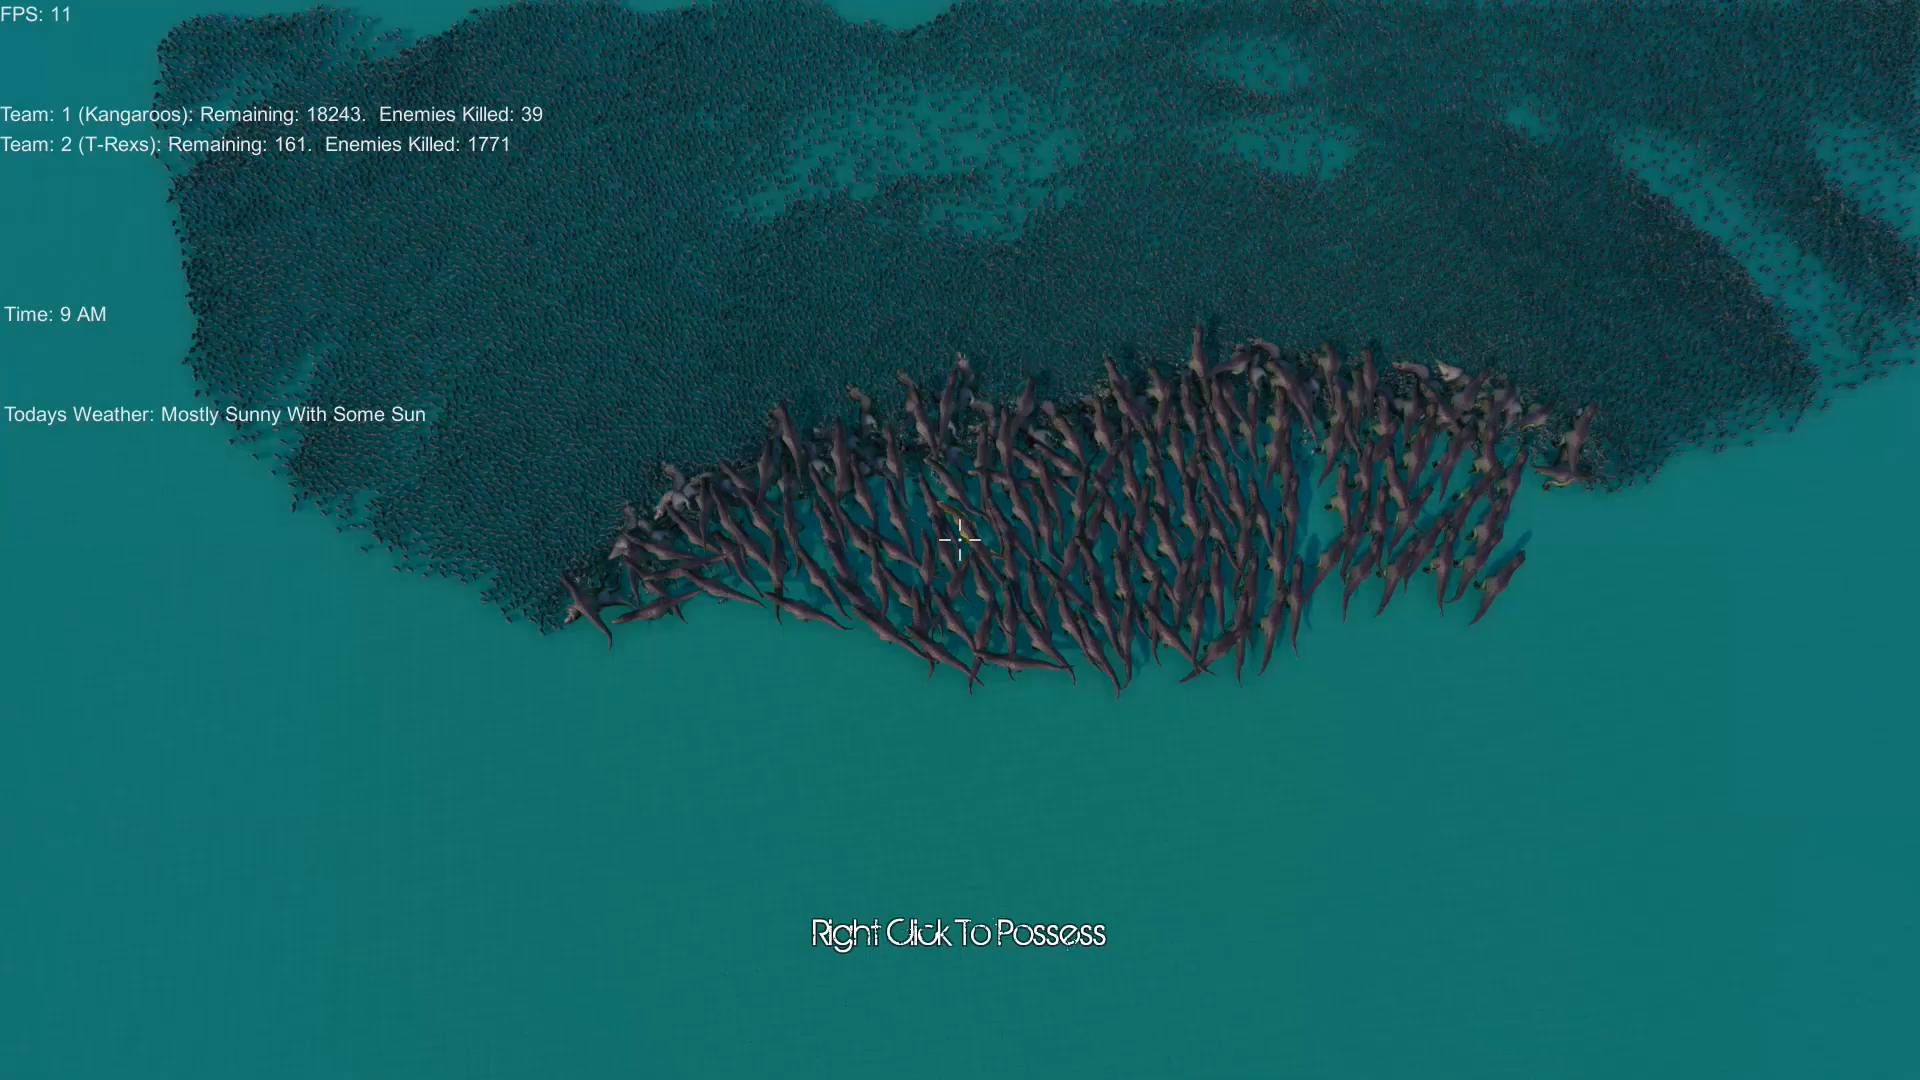 FPS: 11
Team: 1 (Kangaroos): Remaining: 18243.  Enemies Killed: 39
Team: 2 (T-Rexs): Remaining: 161.  Enemies Killed: 1771
Time: 9 AM
Todays Weather: Mostly Sunny With Some Sun
Right Click To Possess